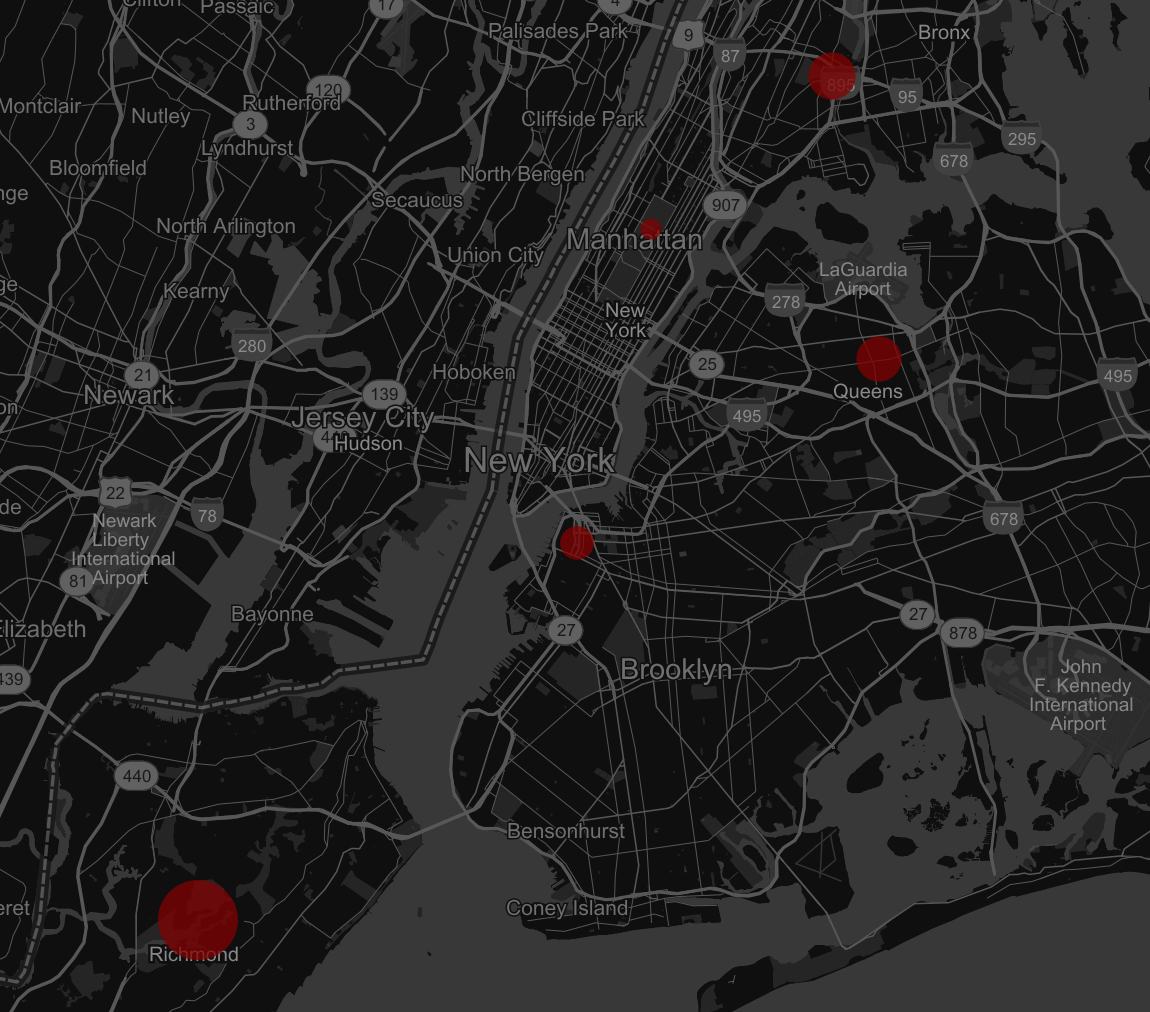 Clifton
Passaic
17
4
Palisades Park
9
87
Bronx
895
95
120
Rutherford
Montclair
Nutley
3
Cliffside Park
295
Lyndhurst
678
Bloomfield
North Bergen
nge
Secaucus
907
North Arlington
Manhattan
Union City
LaGuardia
Airport
ge
Kearny
278
New
York
280
25
21
Hoboken
495
Newark
139
Queens
on
Jersey City
495
44
Hudson
New York
22
de
78
678
Newark
Liberty
International
Airport
81
Bayonne
27
27
878
Elizabeth
Brooklyn
John
F. Kennedy
International
Airport
439
440
Bensonhurst
eret
Coney Island
Richmond